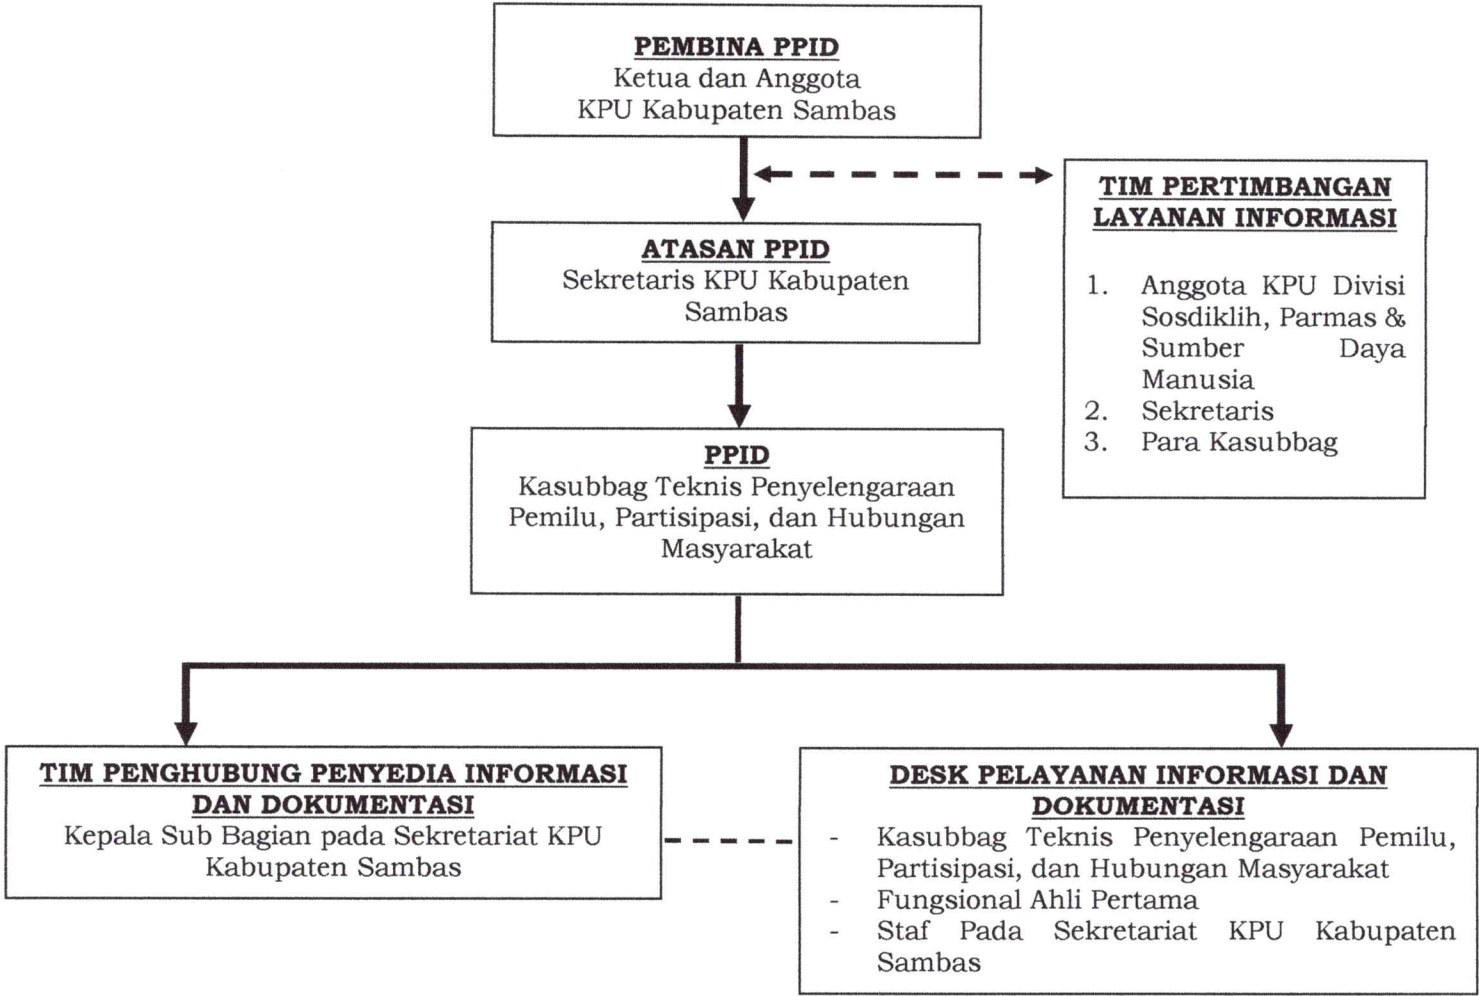 PEMBINA PPID
Ketua dan Anggota
KPU Kabupaten Sambas
TIM PERTIMBANGAN
LAYANAN INFORMASI
1. Anggota KPU Divisi
Sosdiklih, Parmas &
Sumber Daya
Manusia
2. Sekretaris
3. Para Kasubbag
ATASAN PPID
Sekretaris KPU Kabupaten
Sambas
PPID
Kasubbag Teknis Penyelengaraan
Pemilu, Partisipasi, dan Hubungan
Masyarakat
TIM PENGHUBUNG PENYEDIA INFORMASI
DAN DOKUMENTASI
Kepala Sub Bagian pada Sekretariat KPU
Kabupaten Sambas
DESK PELAYANAN INFORMASI DAN
DOKUMENTASI
- Kasubbag Teknis Penyelengaraan Pemilu,
Partisipasi, dan Hubungan Masyarakat
- Fungsional Ahli Pertama
- Staf Pada Sekretariat KPU Kabupaten
Sambas